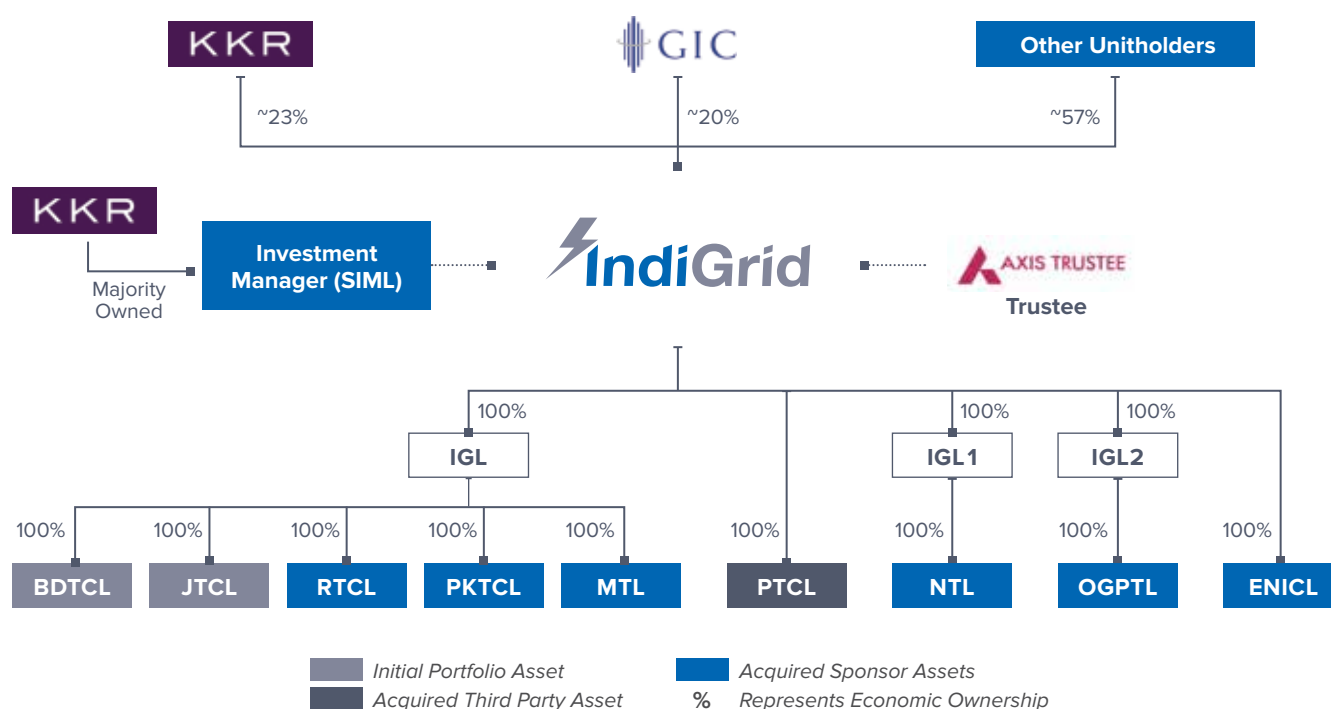 KKR
GIC
Other Unitholders
~23%
~20%
~57%
KKR
Investment
Manager (SIML)
IndiGrid
AXIS TRUSTEE
Trustee
Majority
Owned
100%
100%
100%
IGL
IGL1
IGL2
100%
100%
100%
100%
100%
100%
100%
100%
100%
BDTCL
JTCL
RTCL
PKTCL
MTL
PTCL
NTL
OGPTL
ENICL
Initial Portfolio Asset
Acquired Sponsor Assets
Acquired Third Party Asset
% Represents Economic Ownership